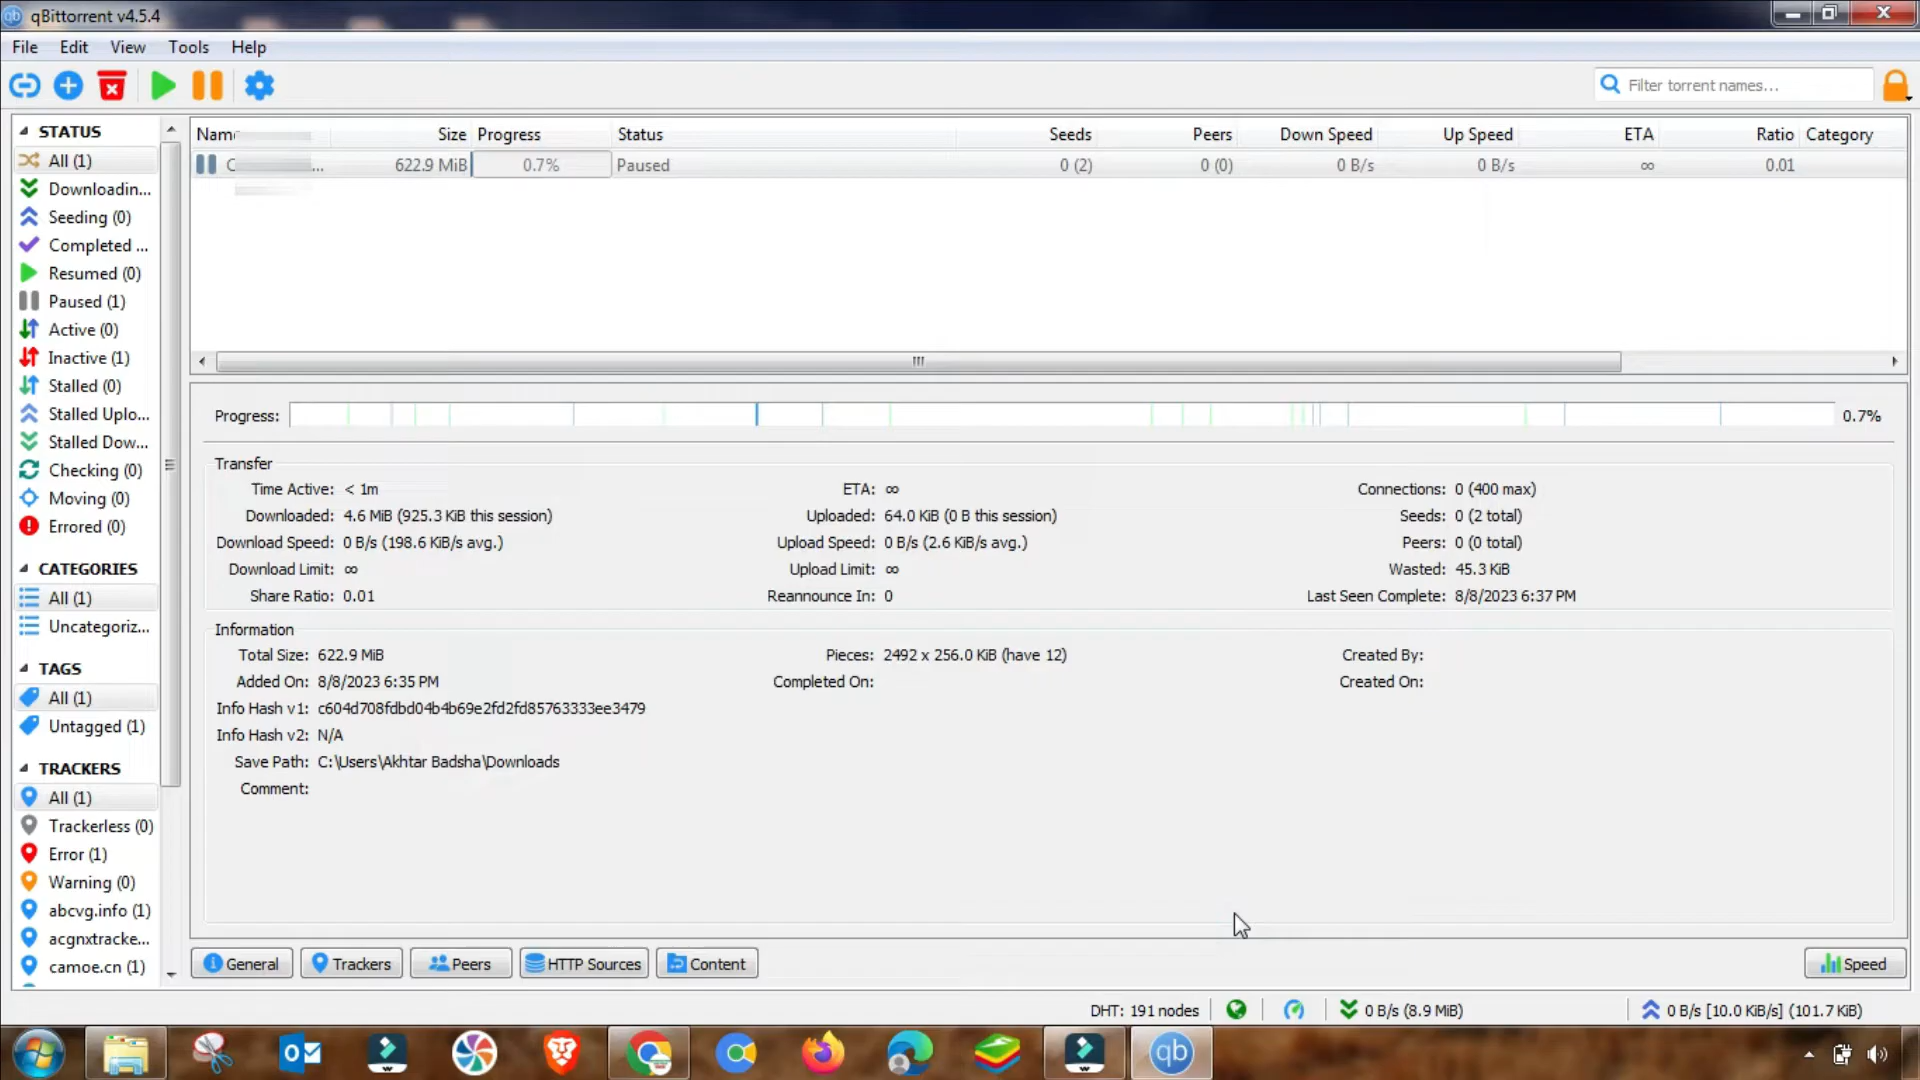 qBittorrent v4.5.4
File Edit View Tools Help
Filter torrent names...
STATUS
All (1)
Downloadin...
Seeding (0)
Completed ...
Resumed (0)
Paused (1)
Active (0)
Inactive (1)
Stalled (0)
Stalled Uplo...
Stalled Dow...
Checking (0)
Moving (0)
Errored (0)
CATEGORIES
All (1)
Uncategoriz...
TAGS
All (1)
Untagged (1)
TRACKERS
All (1)
Trackerless (0)
Error (1)
Warning (0)
abcvg.info (1)
acgnxtracke...
camoe.cn (1)
Name Size Progress Status Seeds Peers Down Speed Up Speed ETA Ratio Category
C ... 622.9 MiB 0.7% Paused 0 (2) 0 (0) 0 B/s 0 B/s ∞ 0.01
Progress: 0.7%
Transfer
Time Active: < 1m ETA: ∞ Connections: 0 (400 max)
Downloaded: 4.6 MiB (925.3 KiB this session) Uploaded: 64.0 KiB (0 B this session) Seeds: 0 (2 total)
Download Speed: 0 B/s (198.6 KiB/s avg.) Upload Speed: 0 B/s (2.6 KiB/s avg.) Peers: 0 (0 total)
Download Limit: ∞ Upload Limit: ∞ Wasted: 45.3 KiB
Share Ratio: 0.01 Reannounce In: 0 Last Seen Complete: 8/8/2023 6:37 PM
Information
Total Size: 622.9 MiB Pieces: 2492 x 256.0 KiB (have 12) Created By:
Added On: 8/8/2023 6:35 PM Completed On: Created On:
Info Hash v1: c604d708fdbd04b4b69e2fd2fd85763333ee3479
Info Hash v2: N/A
Save Path: C:\Users\Akhtar Badsha\Downloads
Comment:
General Trackers Peers HTTP Sources Content Speed
DHT: 191 nodes 0 B/s (8.9 MiB) 0 B/s [10.0 KiB/s] (101.7 KiB)